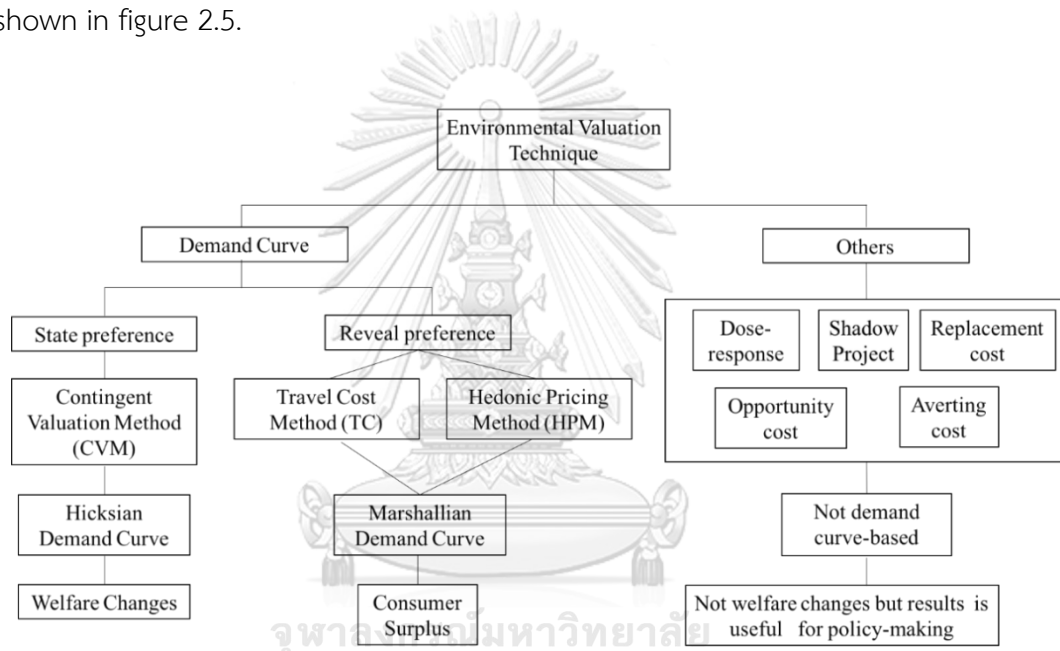 shown in figure 2.5.
Environmental Valuation
Technique
Demand Curve
Others
State preference
Reveal preference
Dose-
response
Shadow
Project
Replacement
cost
Contingent
Valuation Method
(CVM)
Travel Cost
Method (TC)
Hedonic Pricing
Method (HPM)
Opportunity
cost
Averting
cost
Hicksian
Demand Curve
Marshallian
Demand Curve
Not demand
curve-based
Welfare Changes
Consumer
Surplus
Not welfare changes but results is
useful for policy-making
จุฬาลงกรณ์มหาวิทยาลัย